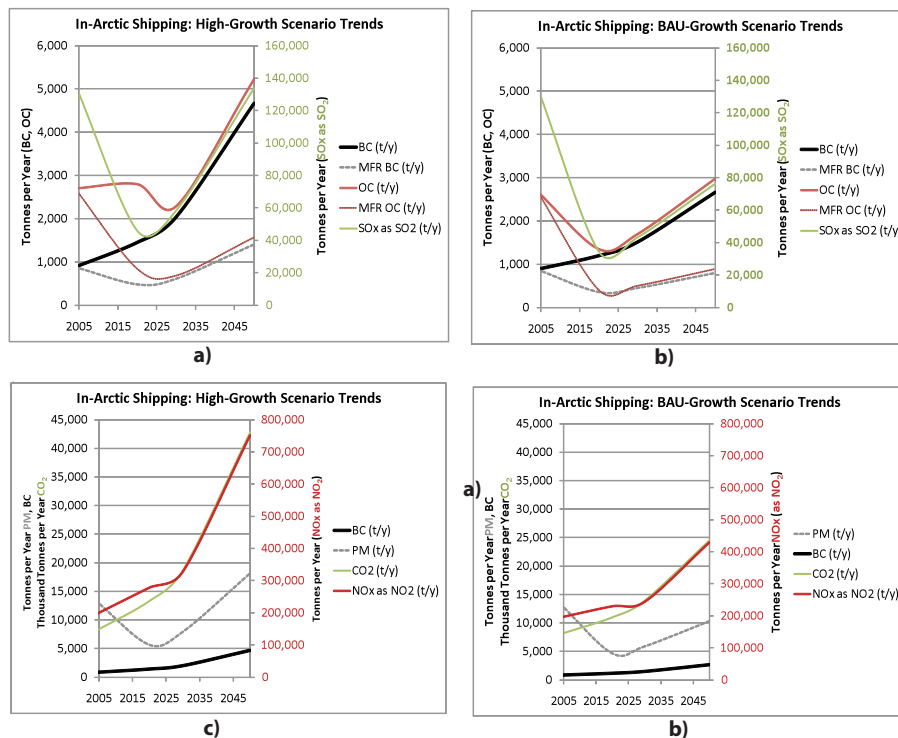 In-Arctic Shipping: High-Growth Scenario Trends
6,000
5,000
4,000
3,000
2,000
1,000
0
Tonnes per Year (BC, OC)
160,000
140,000
120,000
100,000
80,000
60,000
40,000
20,000
0
Tonnes per Year (SOx as SO2)
2005 2015 2025 2035 2045
BC (t/y)
MFR BC (t/y)
OC (t/y)
MFR OC (t/y)
SOx as SO2 (t/y)
a)
In-Arctic Shipping: BAU-Growth Scenario Trends
6,000
5,000
4,000
3,000
2,000
1,000
0
Tonnes per Year (BC, OC)
160,000
140,000
120,000
100,000
80,000
60,000
40,000
20,000
0
Tonnes per Year (SOx as SO2)
2005 2015 2025 2035 2045
BC (t/y)
MFR BC (t/y)
OC (t/y)
MFR OC (t/y)
SOx as SO2 (t/y)
b)
In-Arctic Shipping: High-Growth Scenario Trends
45,000
40,000
35,000
30,000
25,000
20,000
15,000
10,000
5,000
0
Tonnes per Year PM, BC
Thousand Tonnes per Year CO2
800,000
700,000
600,000
500,000
400,000
300,000
200,000
100,000
0
Tonnes per Year (NOx as NO2)
2005 2015 2025 2035 2045
BC (t/y)
PM (t/y)
CO2 (t/y)
NOx as NO2 (t/y)
c)
In-Arctic Shipping: BAU-Growth Scenario Trends
a)
45,000
40,000
35,000
30,000
25,000
20,000
15,000
10,000
5,000
0
Tonnes per Year PM, BC
Thousand Tonnes per Year CO2
800,000
700,000
600,000
500,000
400,000
300,000
200,000
100,000
0
Tonnes per Year NOx (as NO2)
2005 2015 2025 2035 2045
PM (t/y)
BC (t/y)
CO2 (t/y)
NOx as NO2 (t/y)
b)